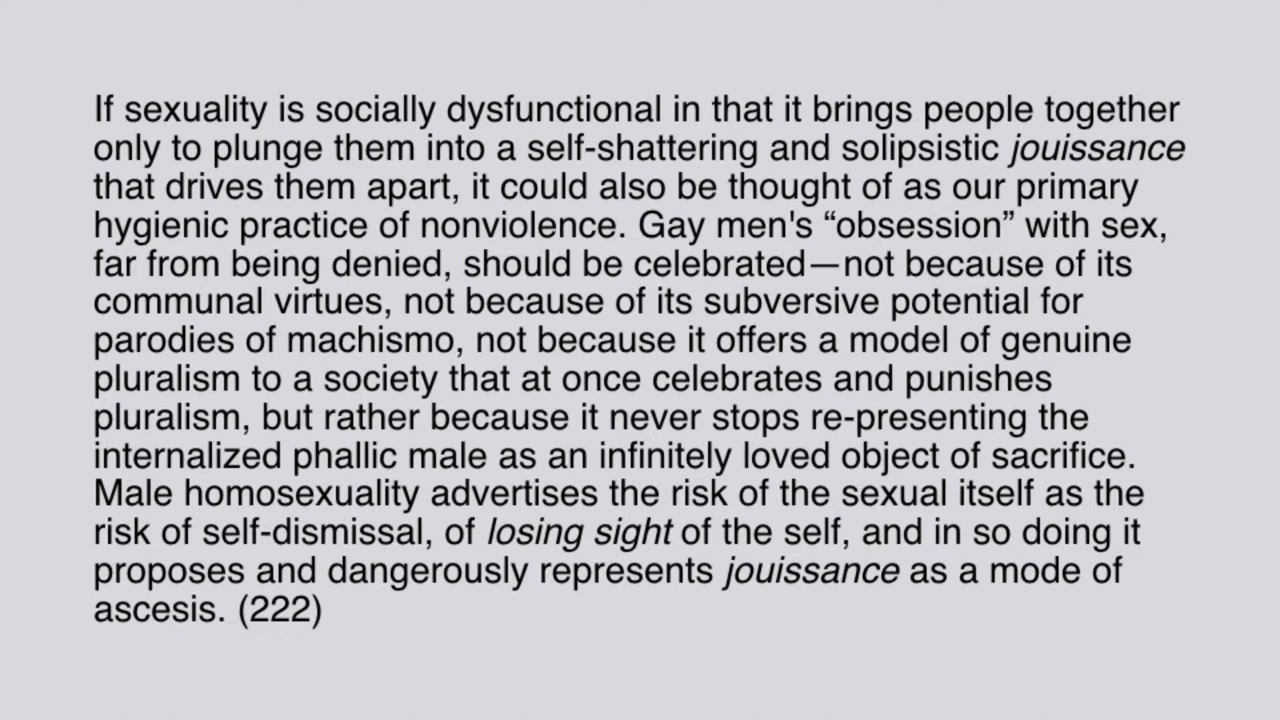 If sexuality is socially dysfunctional in that it brings people together
only to plunge them into a self-shattering and solipsistic jouissance
that drives them apart, it could also be thought of as our primary
hygienic practice of nonviolence. Gay men's “obsession” with sex,
far from being denied, should be celebrated—not because of its
communal virtues, not because of its subversive potential for
parodies of machismo, not because it offers a model of genuine
pluralism to a society that at once celebrates and punishes
pluralism, but rather because it never stops re-presenting the
internalized phallic male as an infinitely loved object of sacrifice.
Male homosexuality advertises the risk of the sexual itself as the
risk of self-dismissal, of losing sight of the self, and in so doing it
proposes and dangerously represents jouissance as a mode of
ascesis. (222)